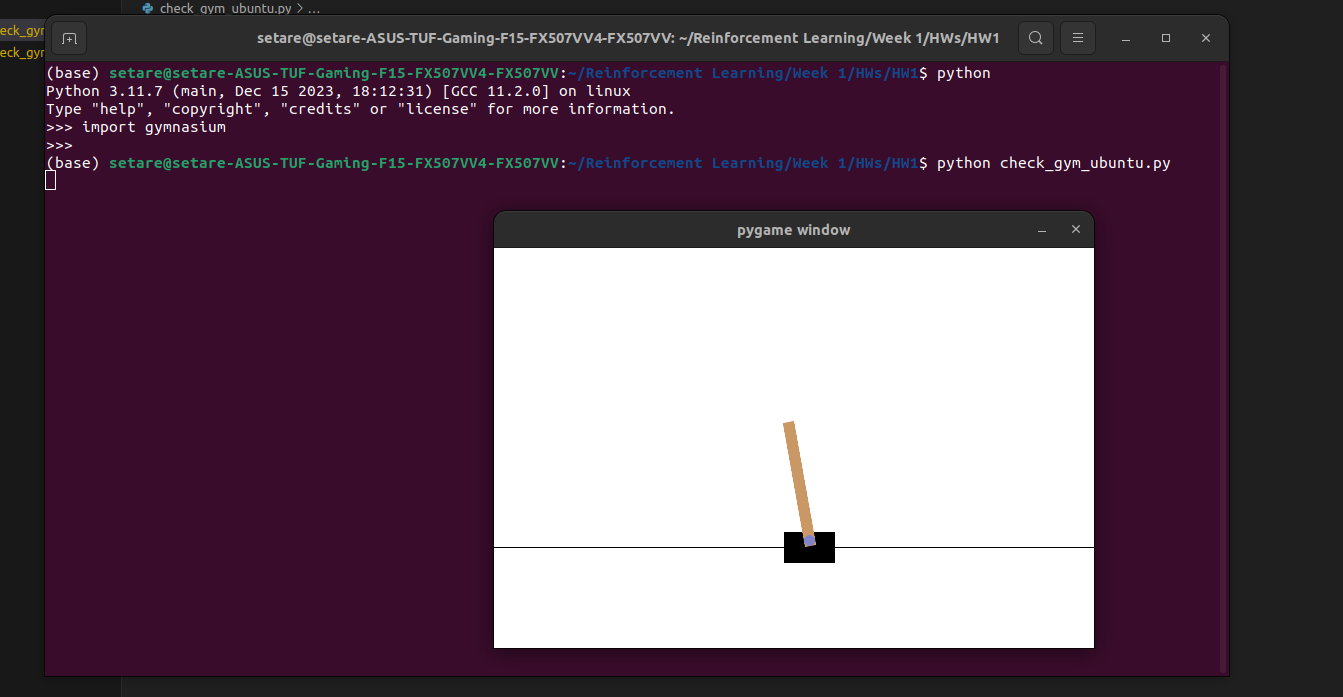 check_gym_ubuntu.py > ...
setare@setare-ASUS-TUF-Gaming-F15-FX507VV4-FX507VV: ~/Reinforcement Learning/Week 1/HWs/HW1
(base) setare@setare-ASUS-TUF-Gaming-F15-FX507VV4-FX507VV:~/Reinforcement Learning/Week 1/HWs/HW1$ python
Python 3.11.7 (main, Dec 15 2023, 18:12:31) [GCC 11.2.0] on linux
Type "help", "copyright", "credits" or "license" for more information.
>>> import gymnasium
>>>
(base) setare@setare-ASUS-TUF-Gaming-F15-FX507VV4-FX507VV:~/Reinforcement Learning/Week 1/HWs/HW1$ python check_gym_ubuntu.py
pygame window